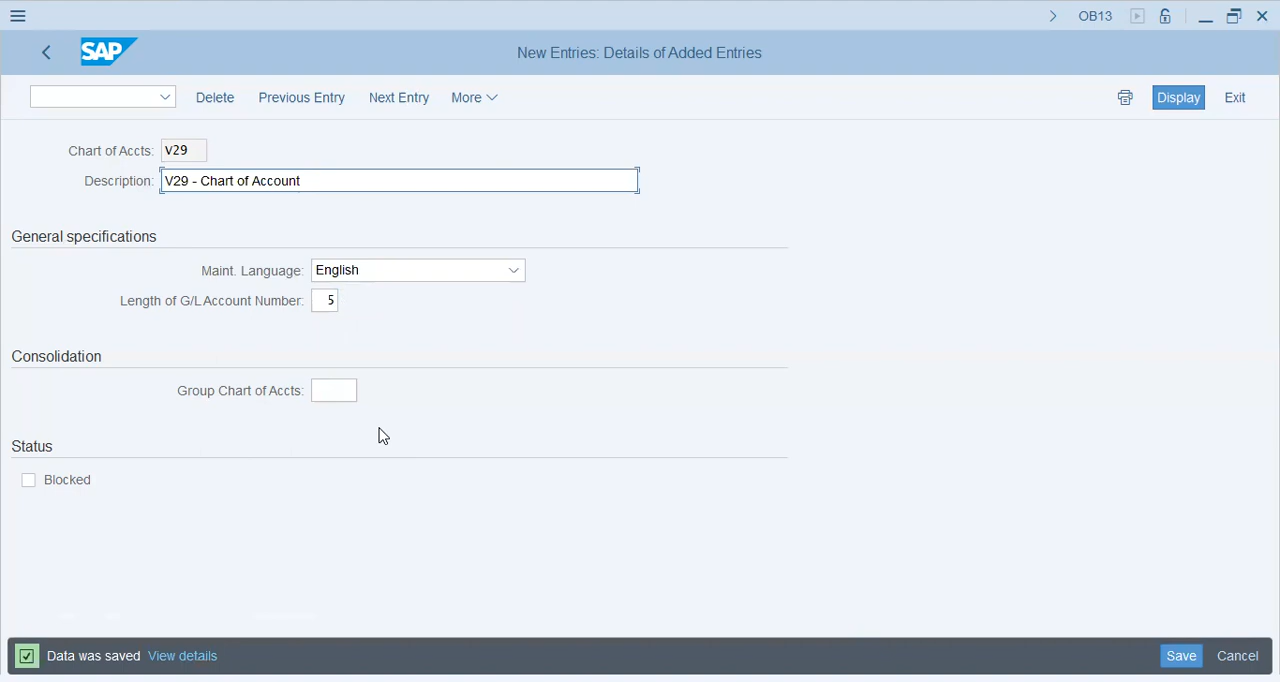 OB13
SAP
New Entries: Details of Added Entries
Delete Previous Entry Next Entry More Display Exit
Chart of Accts: V29
Description: V29 - Chart of Account
General specifications
Maint. Language: English
Length of G/L Account Number: 5
Consolidation
Group Chart of Accts:
Status
Blocked
Data was saved View details Save Cancel